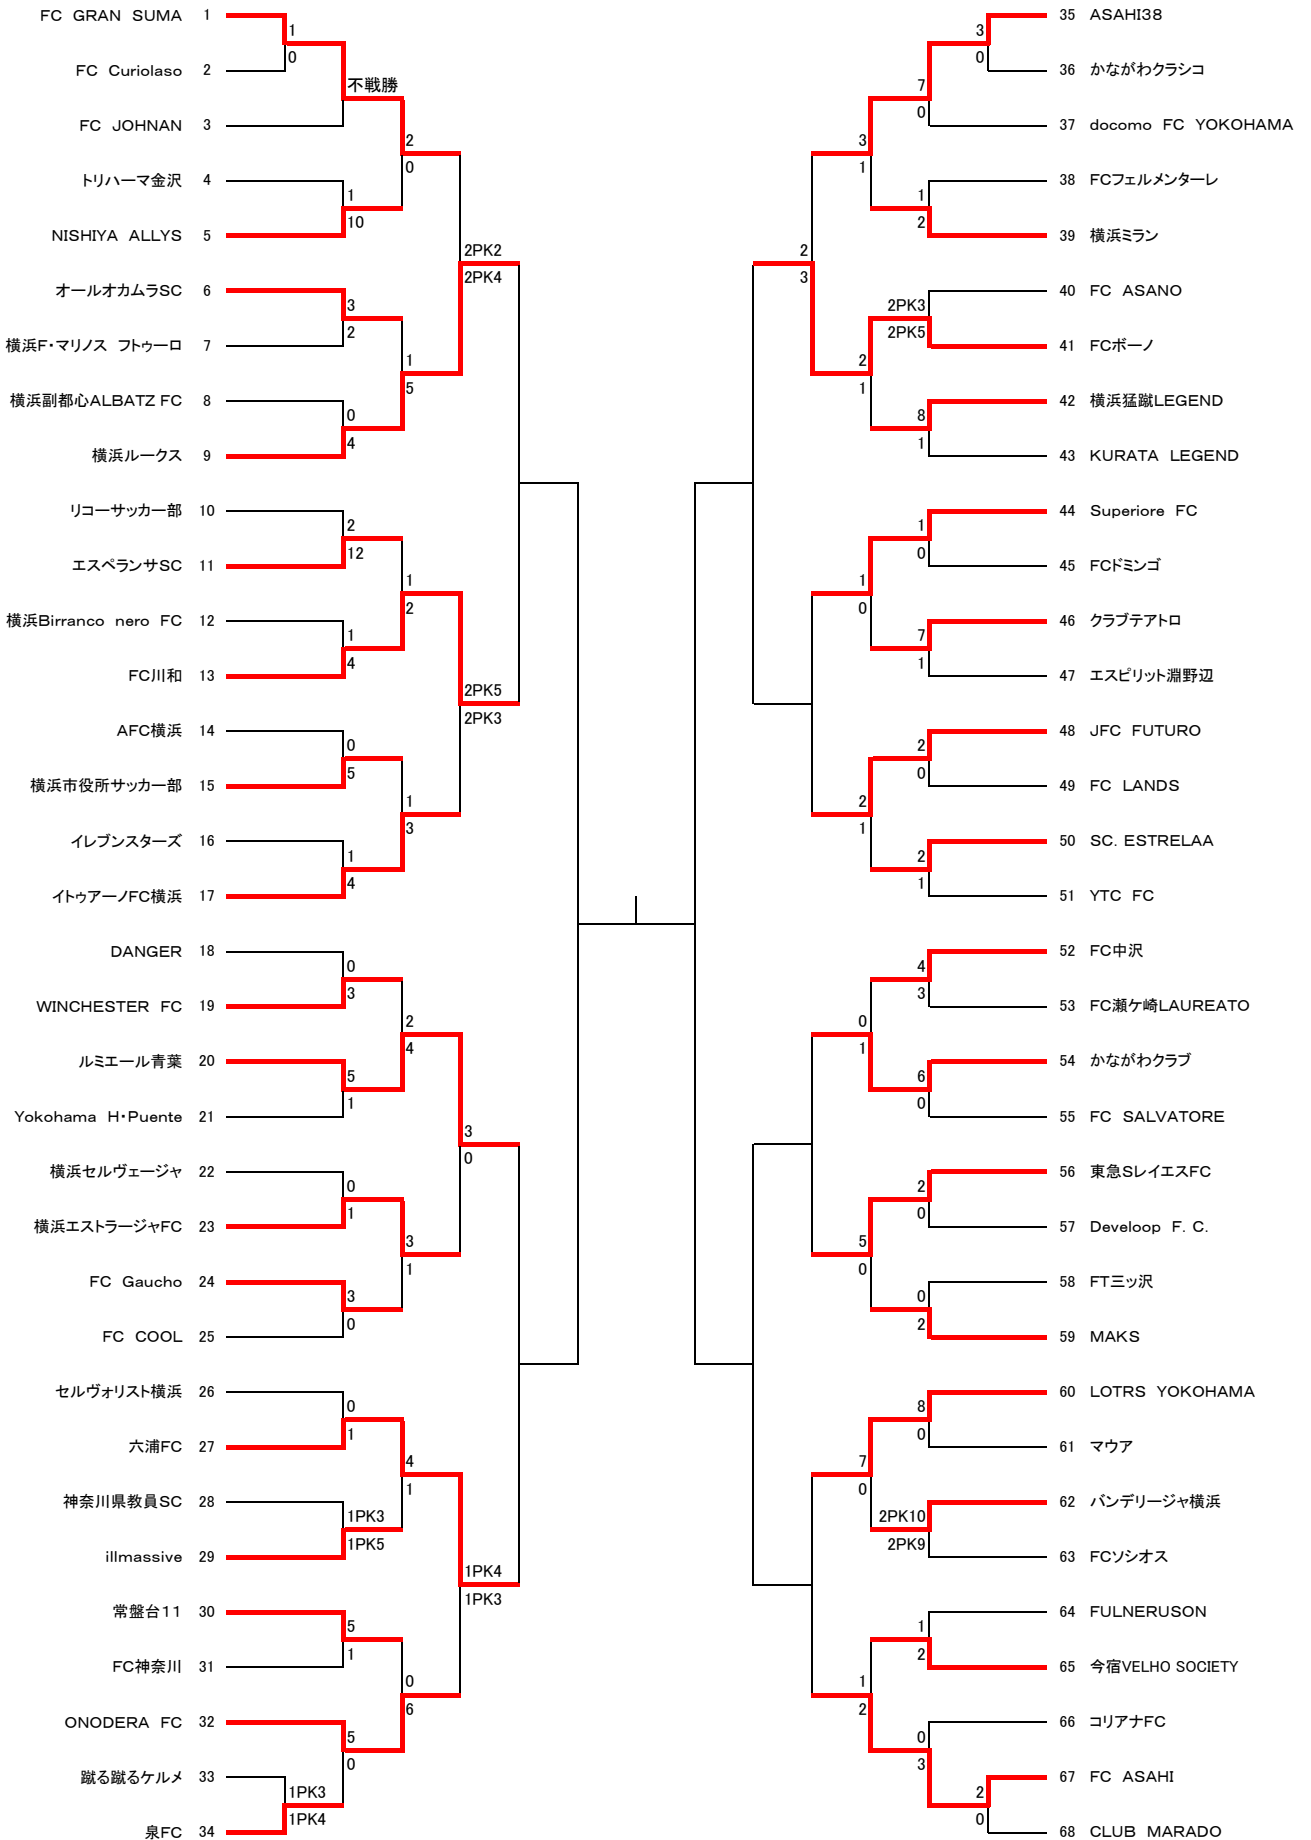 FC GRAN SUMA 1
1
0
FC Curiolaso 2
不戦勝
FC JOHNAN 3
2
0
トリハーマ金沢 4
1
10
NISHIYA ALLYS 5
2PK2
2PK4
オールオカムラSC 6
3
2
横浜F・マリノス フトゥーロ 7
1
5
横浜副都心ALBATZ FC 8
0
4
横浜ルークス 9
リコーサッカー部 10
2
12
エスペランサSC 11
1
2
横浜Birranco nero FC 12
1
4
FC川和 13
2PK5
2PK3
AFC横浜 14
0
5
横浜市役所サッカー部 15
1
3
イレブンスターズ 16
1
4
イトゥアーノFC横浜 17
DANGER 18
0
3
WINCHESTER FC 19
2
4
ルミエール青葉 20
5
1
Yokohama H・Puente 21
3
0
横浜セルヴェージャ 22
0
1
横浜エストラージャFC 23
3
1
FC Gaucho 24
3
0
FC COOL 25
セルヴォリスト横浜 26
0
1
六浦FC 27
4
1
神奈川県教員SC 28
1PK3
1PK5
illmassive 29
1PK4
1PK3
常盤台11 30
5
1
FC神奈川 31
0
6
ONODERA FC 32
5
0
蹴る蹴るケルメ 33
1PK3
1PK4
泉FC 34
35 ASAHI38
3
0
36 かながわクラシコ
7
0
37 docomo FC YOKOHAMA
3
1
38 FCフェルメンターレ
1
2
39 横浜ミラン
2
3
40 FC ASANO
2PK3
2PK5
41 FCボーノ
2
1
42 横浜猛蹴LEGEND
8
1
43 KURATA LEGEND
44 Superiore FC
1
0
45 FCドミンゴ
1
0
46 クラブテアトロ
7
1
47 エスピリット淵野辺
48 JFC FUTURO
2
0
49 FC LANDS
2
1
50 SC. ESTRELAA
2
1
51 YTC FC
52 FC中沢
4
3
53 FC瀬ケ崎LAUREATO
0
1
54 かながわクラブ
6
0
55 FC SALVATORE
56 東急SレイエスFC
2
0
57 Develoop F. C.
5
0
58 FT三ッ沢
0
2
59 MAKS
60 LOTRS YOKOHAMA
8
0
61 マウア
7
0
62 バンデリージャ横浜
2PK10
2PK9
63 FCソシオス
64 FULNERUSON
1
2
65 今宿VELHO SOCIETY
1
2
66 コリアナFC
0
3
67 FC ASAHI
2
0
68 CLUB MARADO